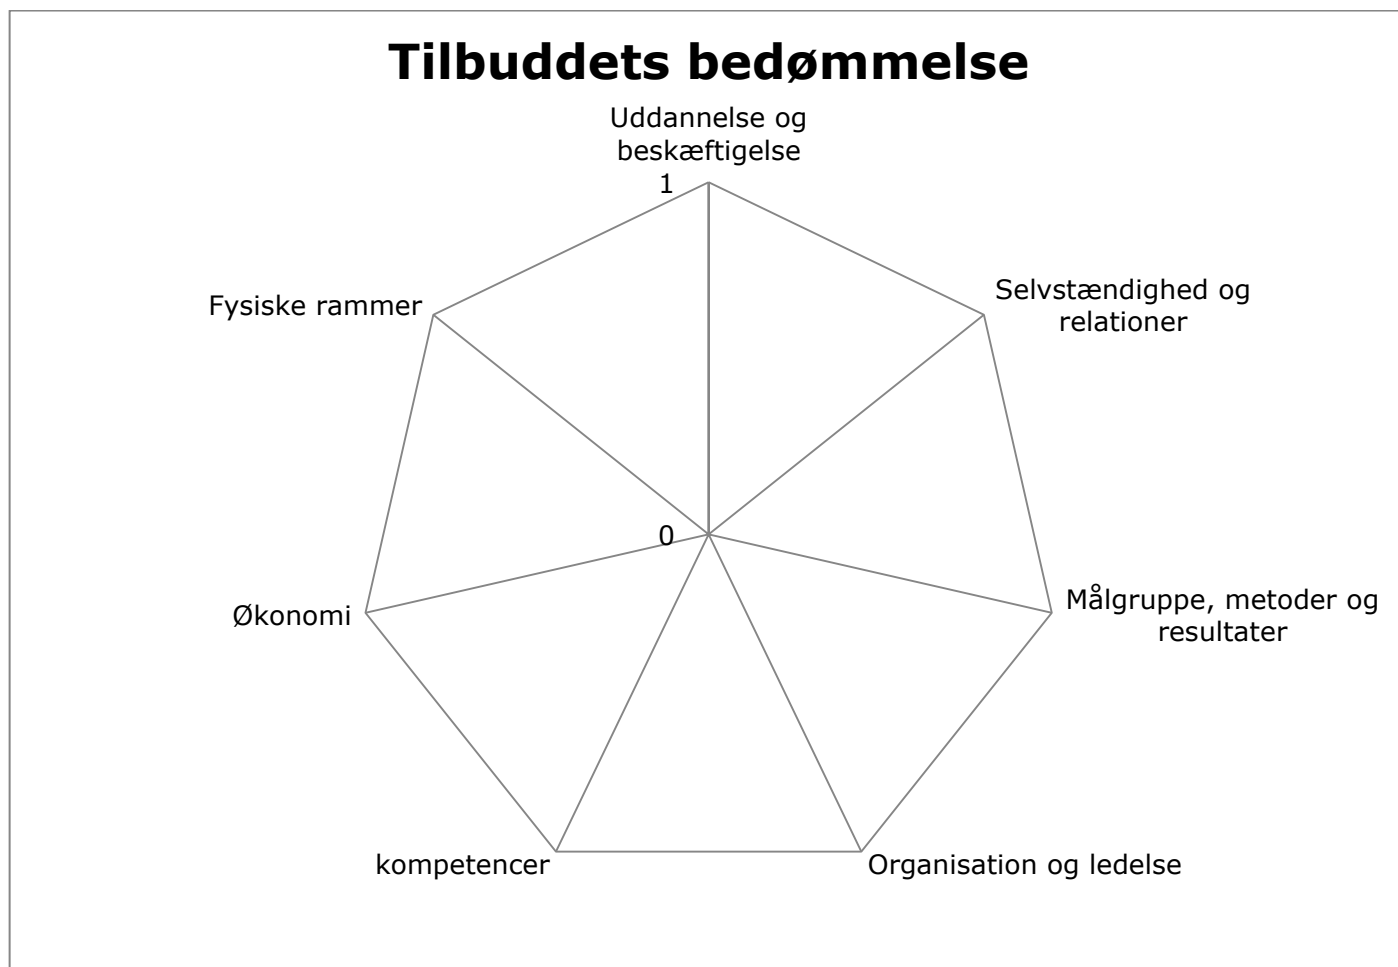 Tilbuddets bedømmelse
Uddannelse og
beskæftigelse
1
Selvstændighed og
relationer
Fysiske rammer
0
Målgruppe, metoder og
resultater
Økonomi
kompetencer
Organisation og ledelse